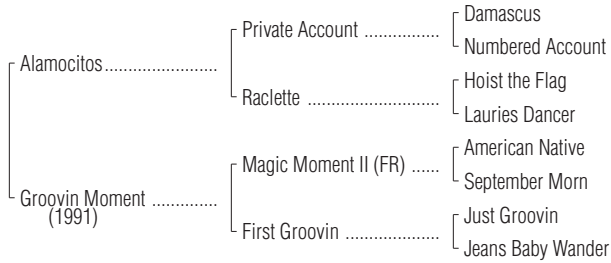 Damascus
Private Account ................
Numbered Account
Alamocitos........................
Hoist the Flag
Raclette ............................
Lauries Dancer
American Native
Magic Moment II (FR) ......
September Morn
Groovin Moment ..............
(1991)
Just Groovin
First Groovin ....................
Jeans Baby Wander